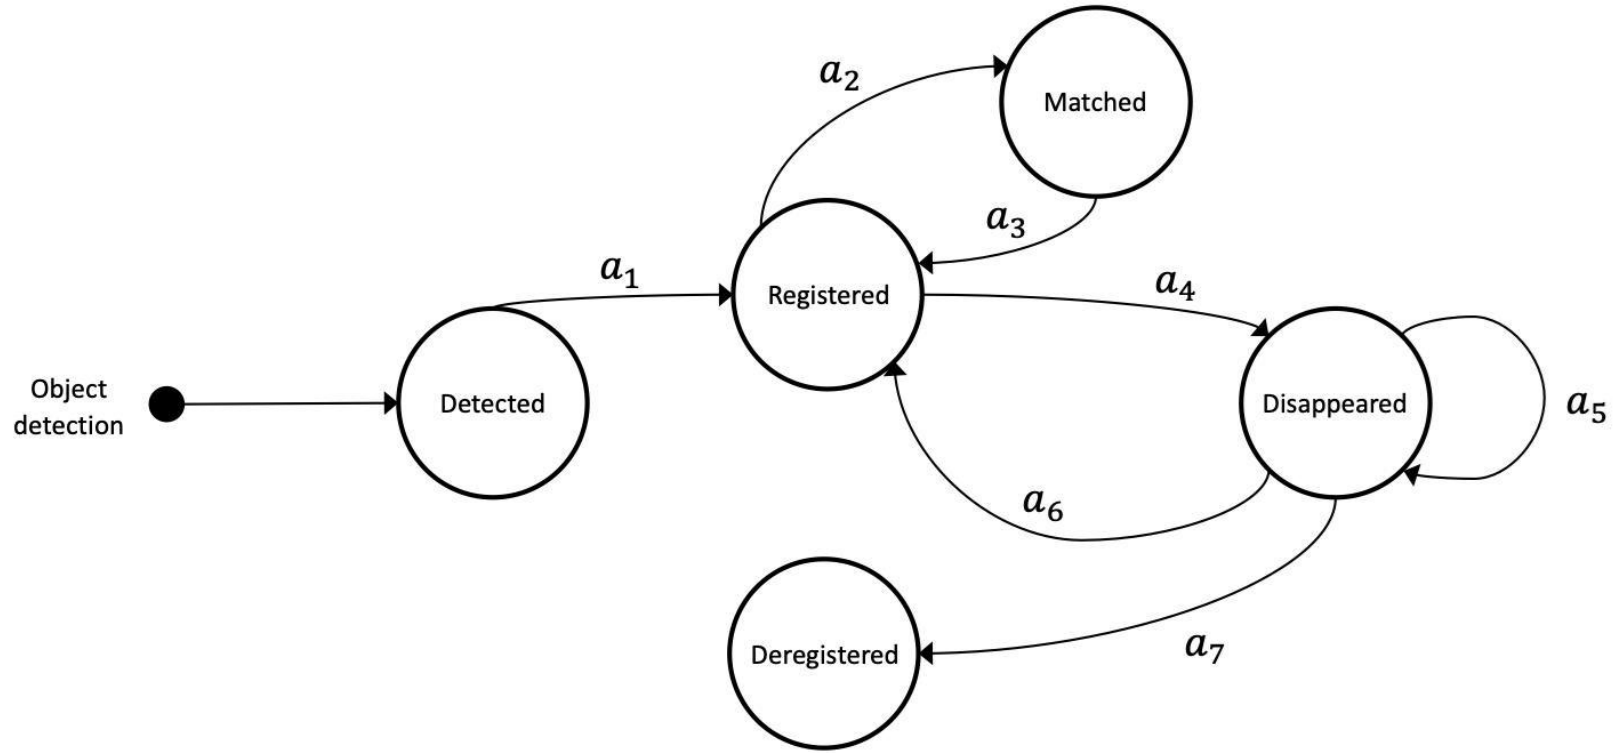 a2
Matched
a3
a1
Registered
a4
Object
detection
Detected
Disappeared
a5
a6
Deregistered
a7